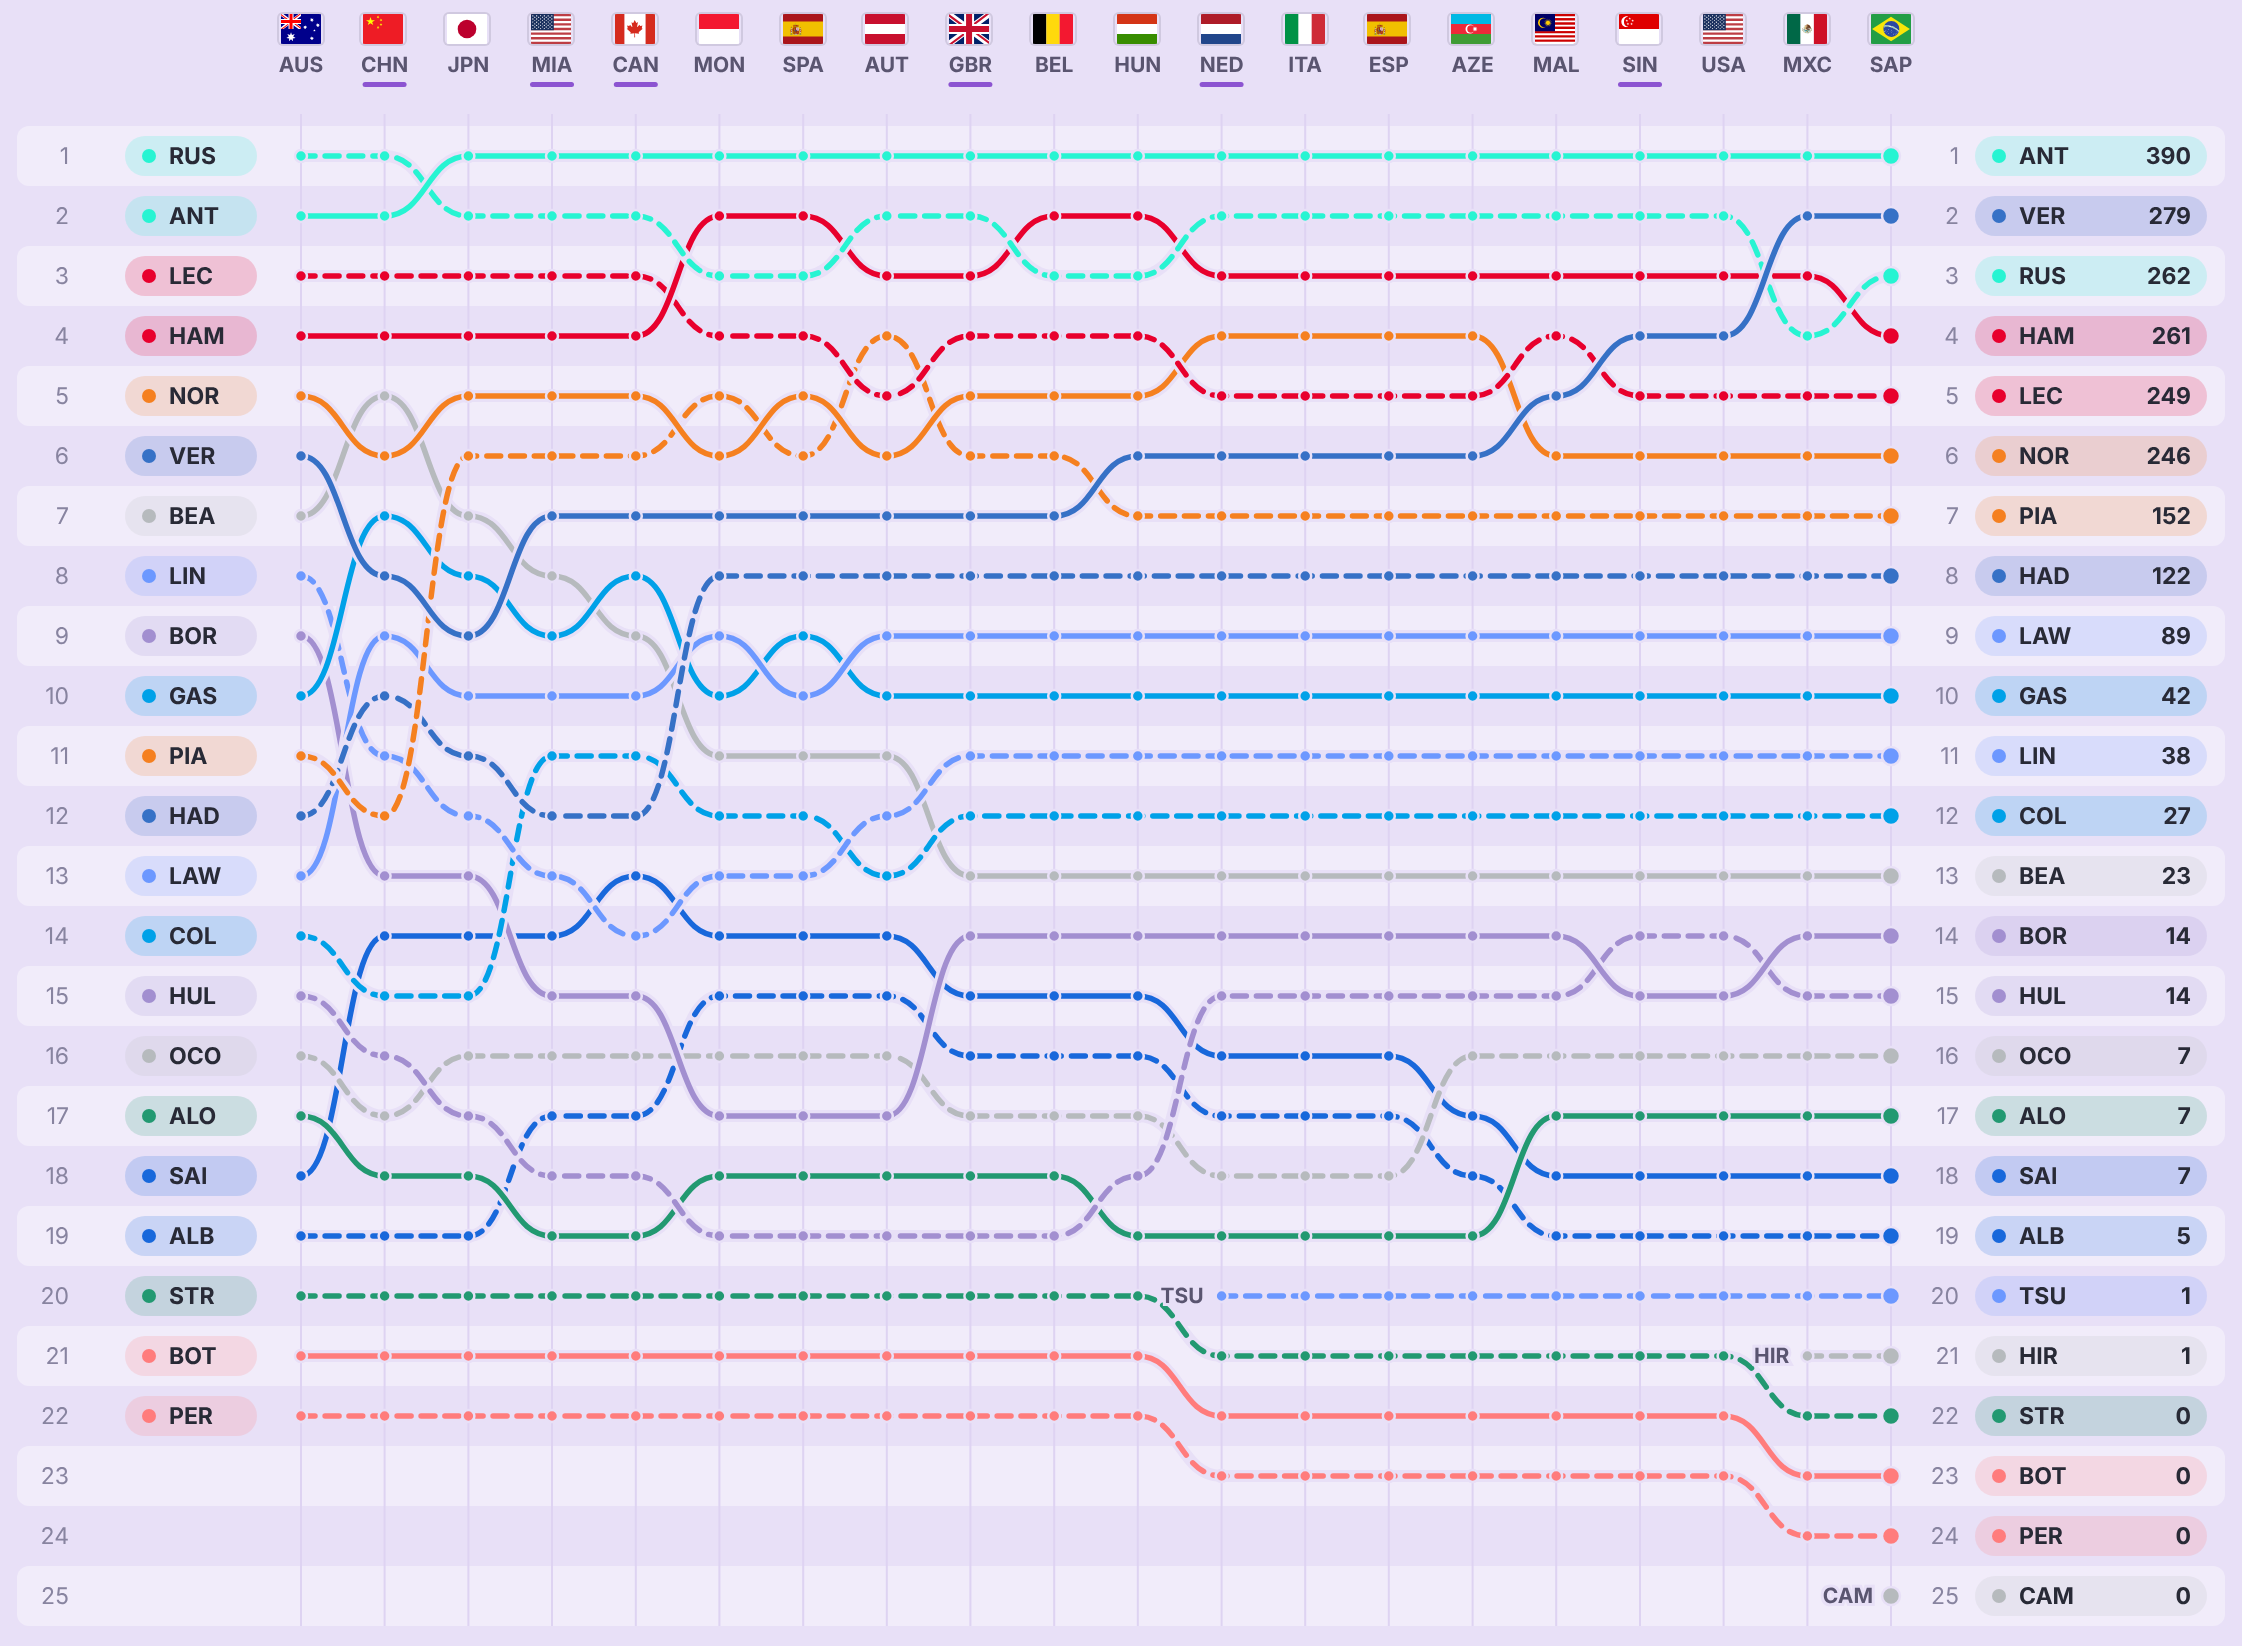 AUS CHN JPN MIA CAN MON SPA AUT GBR BEL HUN NED ITA ESP AZE MAL SIN USA MXC SAP
1 RUS 1 ANT 390
2 ANT 2 VER 279
3 LEC 3 RUS 262
4 HAM 4 HAM 261
5 NOR 5 LEC 249
6 VER 6 NOR 246
7 BEA 7 PIA 152
8 LIN 8 HAD 122
9 BOR 9 LAW 89
10 GAS 10 GAS 42
11 PIA 11 LIN 38
12 HAD 12 COL 27
13 LAW 13 BEA 23
14 COL 14 BOR 14
15 HUL 15 HUL 14
16 OCO 16 OCO 7
17 ALO 17 ALO 7
18 SAI 18 SAI 7
19 ALB 19 ALB 5
20 STR TSU 20 TSU 1
21 BOT HIR 21 HIR 1
22 PER 22 STR 0
23 23 BOT 0
24 24 PER 0
25 CAM 25 CAM 0